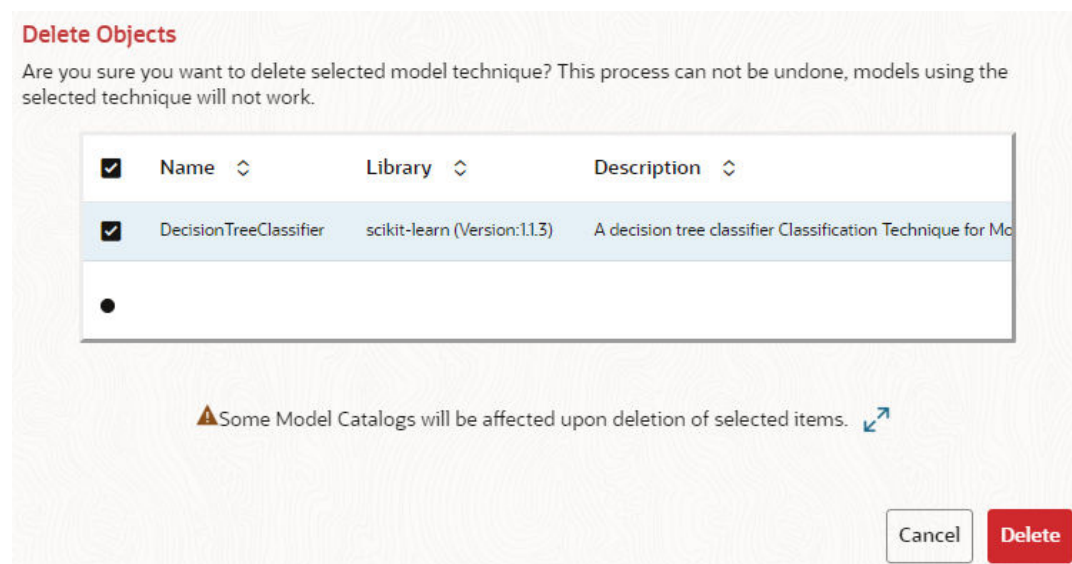 Delete Objects
Are you sure you want to delete selected model technique? This process can not be undone, models using the
selected technique will not work.
Name Library Description
DecisionTreeClassifier scikit-learn (Version:1.1.3) A decision tree classifier Classification Technique for
Some Model Catalogs will be affected upon deletion of selected items.
Cancel Delete